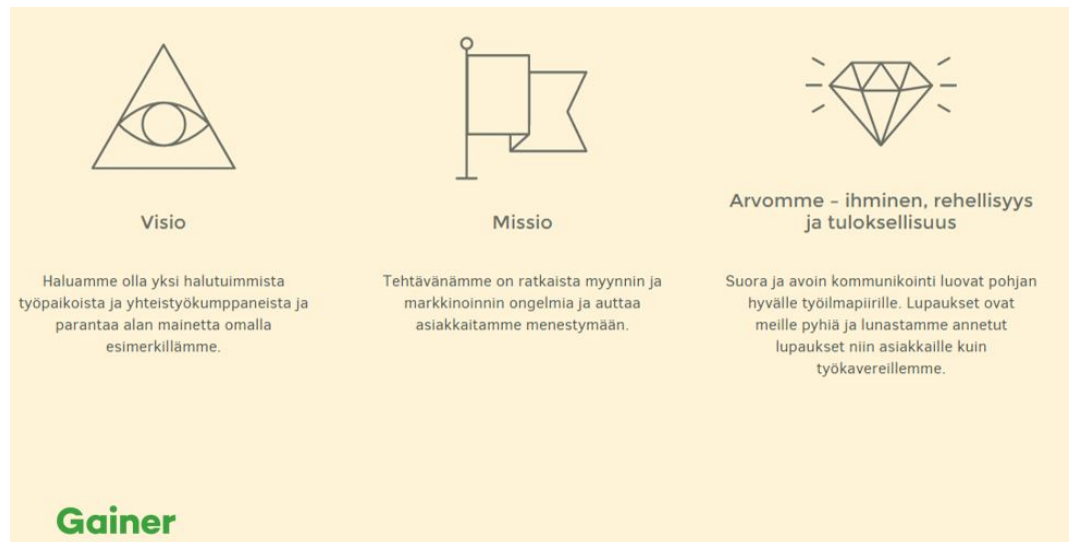 Visio
Haluamme olla yksi halutuimmista
työpaikoista ja yhteistyökumppaneista ja
parantaa alan mainetta omalla
esimerkillämme.
Missio
Tehtävänämme on ratkaista myynnin ja
markkinoinnin ongelmia ja auttaa
asiakkaitamme menestymään.
Arvomme – ihminen, rehellisyys
ja tuloksellisuus
Suora ja avoin kommunikointi luovat pohjan
hyvälle työilmapiirille. Lupaukset ovat
meille pyhiä ja lunastamme annetut
lupaukset niin asiakkaille kuin
työkavereillemme.
Gainer